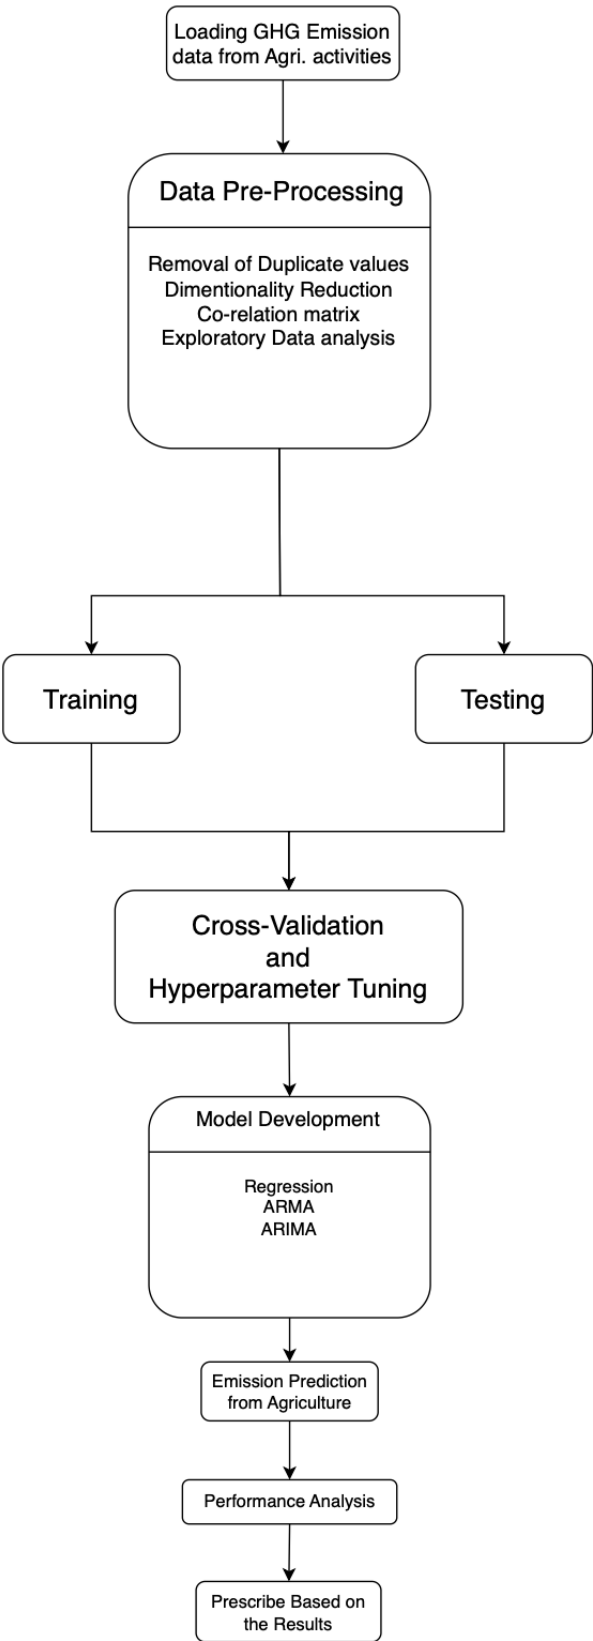 Loading GHG Emission
data from Agri. activities
Data Pre-Processing
Removal of Duplicate values
Dimentionality Reduction
Co-relation matrix
Exploratory Data analysis
Training
Testing
Cross-Validation
and
Hyperparameter Tuning
Model Development
Regression
ARMA
ARIMA
Emission Prediction
from Agriculture
Performance Analysis
Prescribe Based on
the Results